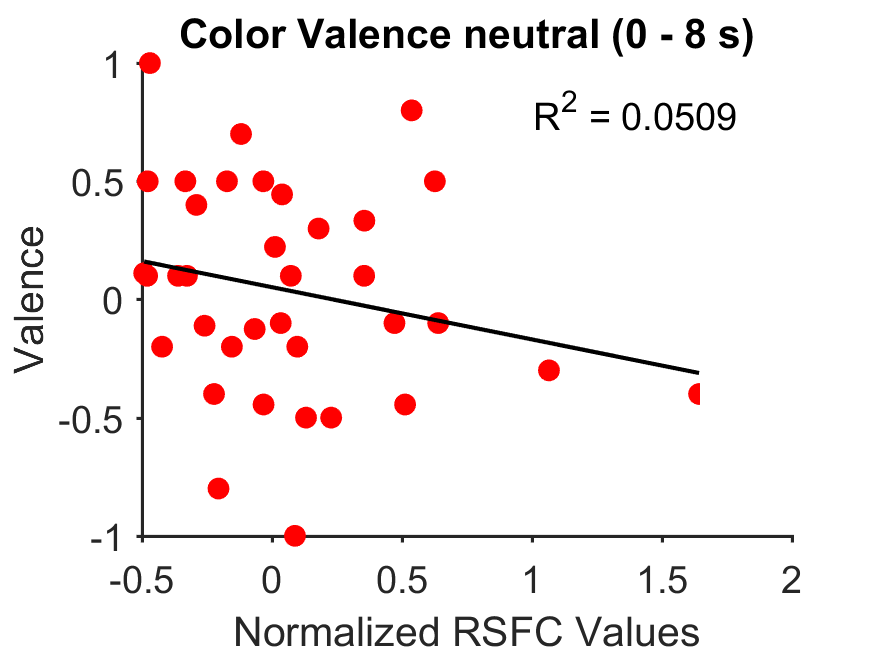 Color Valence neutral (0 - 8 s)
R² = 0.0509
1
0.5
0
-0.5
-1
Valence
-0.5 0 0.5 1 1.5 2
Normalized RSFC Values